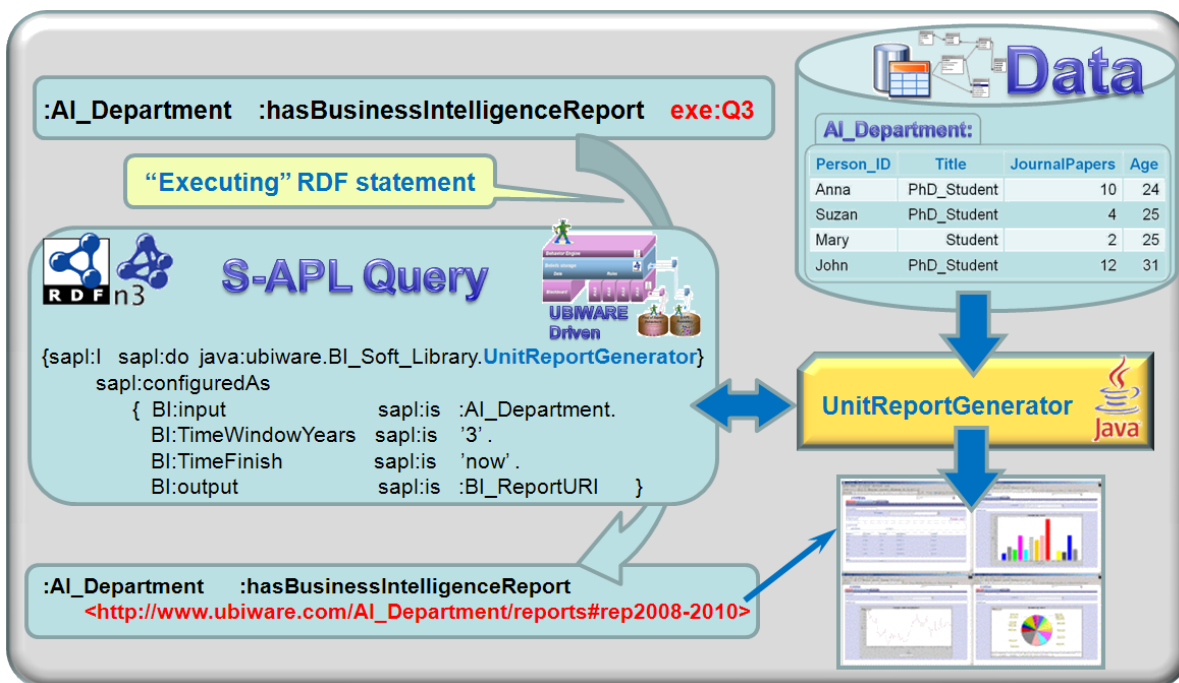 :AI_Department :hasBusinessIntelligenceReport exe:Q3
“Executing” RDF statement
Data
AI_Department:
Person_ID Title JournalPapers Age
Anna PhD_Student 10 24
Suzan PhD_Student 4 25
Mary Student 2 25
John PhD_Student 12 31
RDF n3
S-APL Query
UBIWARE
Driven
{sapl:I sapl:do java:ubiware.BI_Soft_Library.UnitReportGenerator}
sapl:configuredAs
{ BI:input sapl:is :AI_Department.
BI:TimeWindowYears sapl:is '3' .
BI:TimeFinish sapl:is 'now' .
BI:output sapl:is :BI_ReportURI }
UnitReportGenerator
Java
:AI_Department :hasBusinessIntelligenceReport
<http://www.ubiware.com/AI_Department/reports#rep2008-2010>